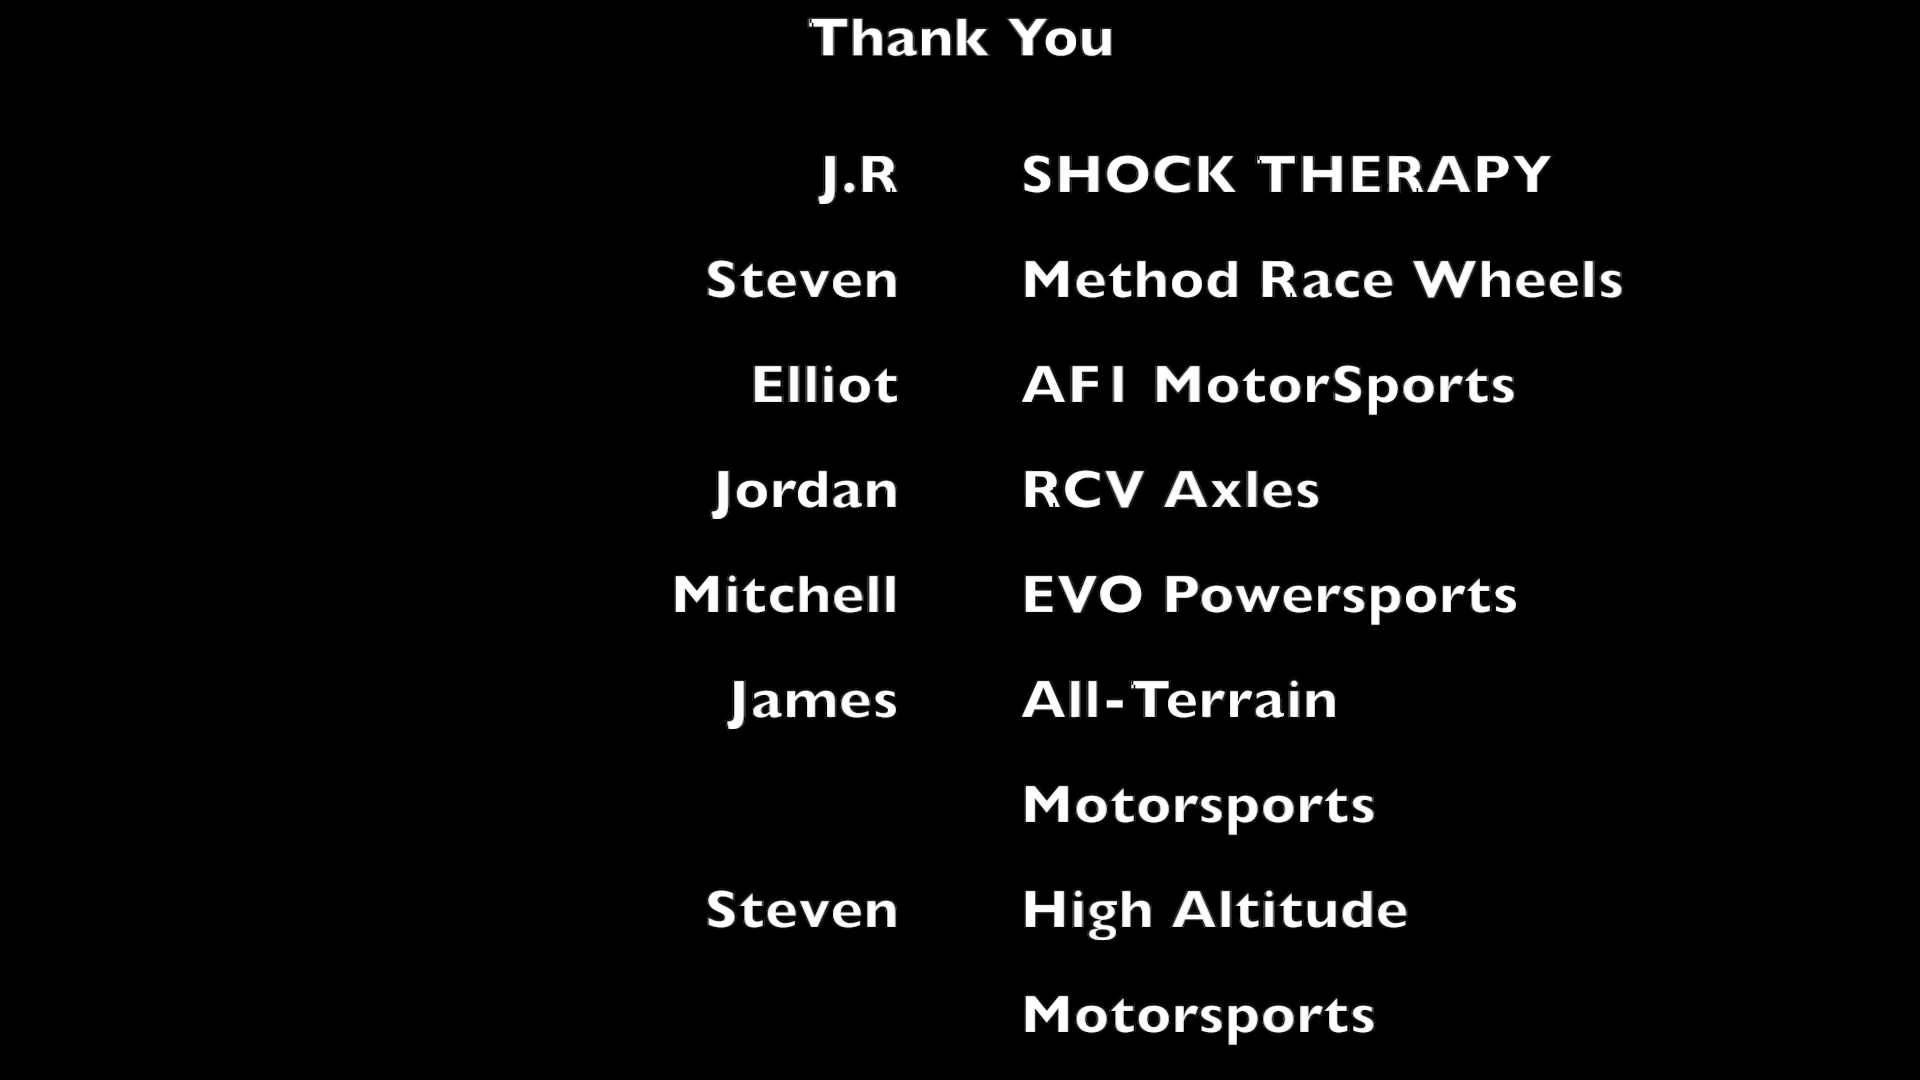 Thank You
J.R SHOCK THERAPY
Steven Method Race Wheels
Elliot AF1 MotorSports
Jordan RCV Axles
Mitchell EVO Powersports
James All-Terrain
Motorsports
Steven High Altitude
Motorsports